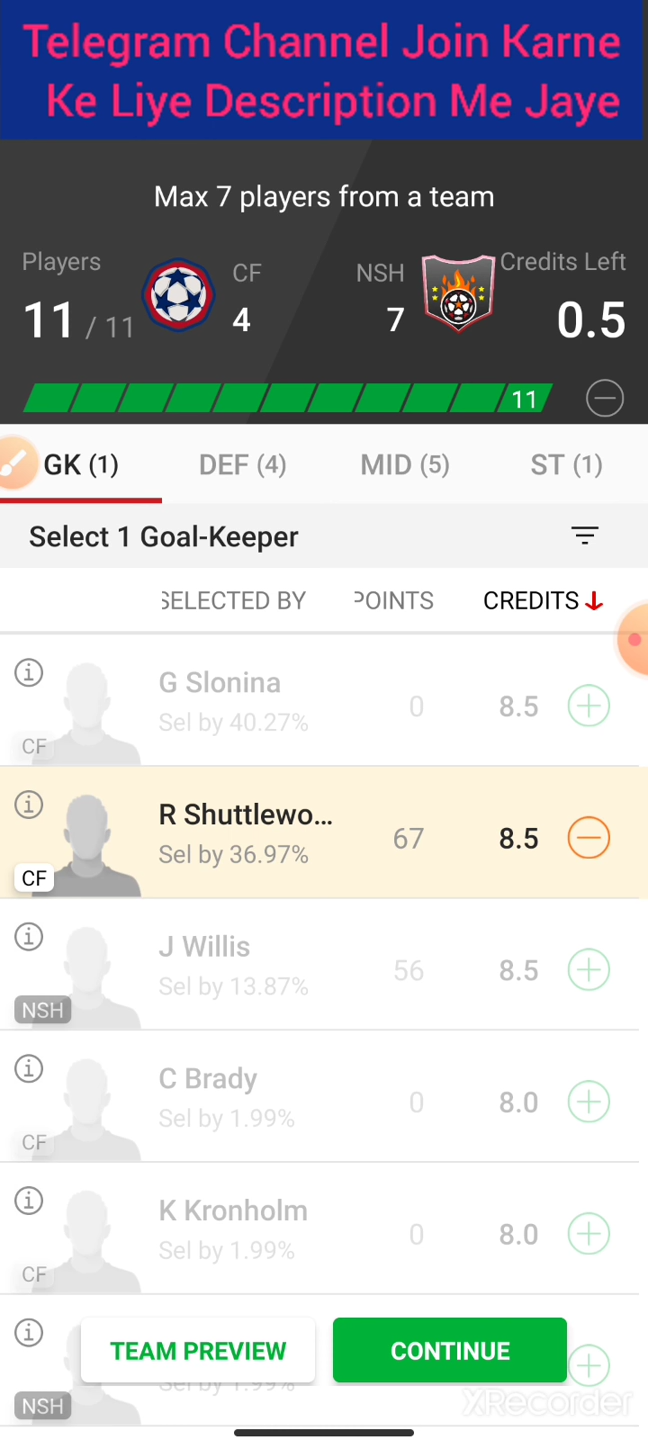 Telegram Channel Join Karne
Ke Liye Description Me Jaye
Max 7 players from a team
Players
11 / 11
CF
4
NSH
7
Credits Left
0.5
11
GK (1)
DEF (4)
MID (5)
ST (1)
Select 1 Goal-Keeper
SELECTED BY
POINTS
CREDITS
G Slonina
Sel by 40.27%
0
8.5
CF
R Shuttlewo...
Sel by 36.97%
67
8.5
CF
J Willis
Sel by 13.87%
56
8.5
NSH
C Brady
Sel by 1.99%
0
8.0
CF
K Kronholm
Sel by 1.99%
0
8.0
CF
TEAM PREVIEW
CONTINUE
Sel by 1.99%
NSH
XRecorder